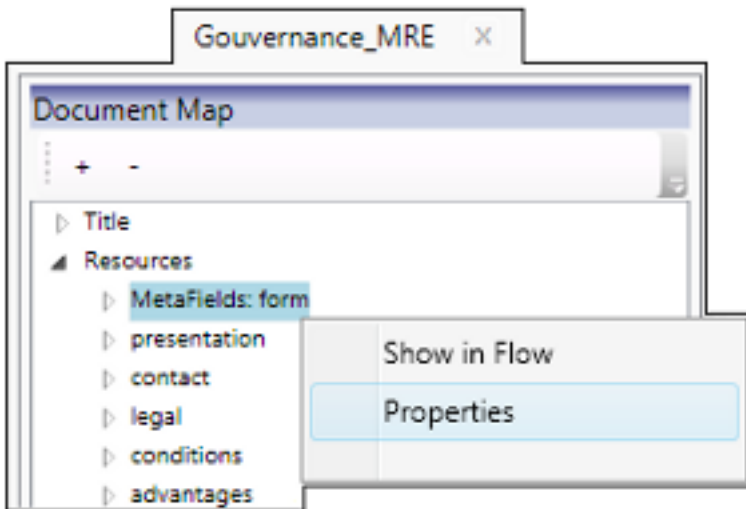 Gouvernance_MRE ×
Document Map
+ -
Title
Resources
MetaFields: form
presentation
contact
legal
conditions
advantages
Show in Flow
Properties